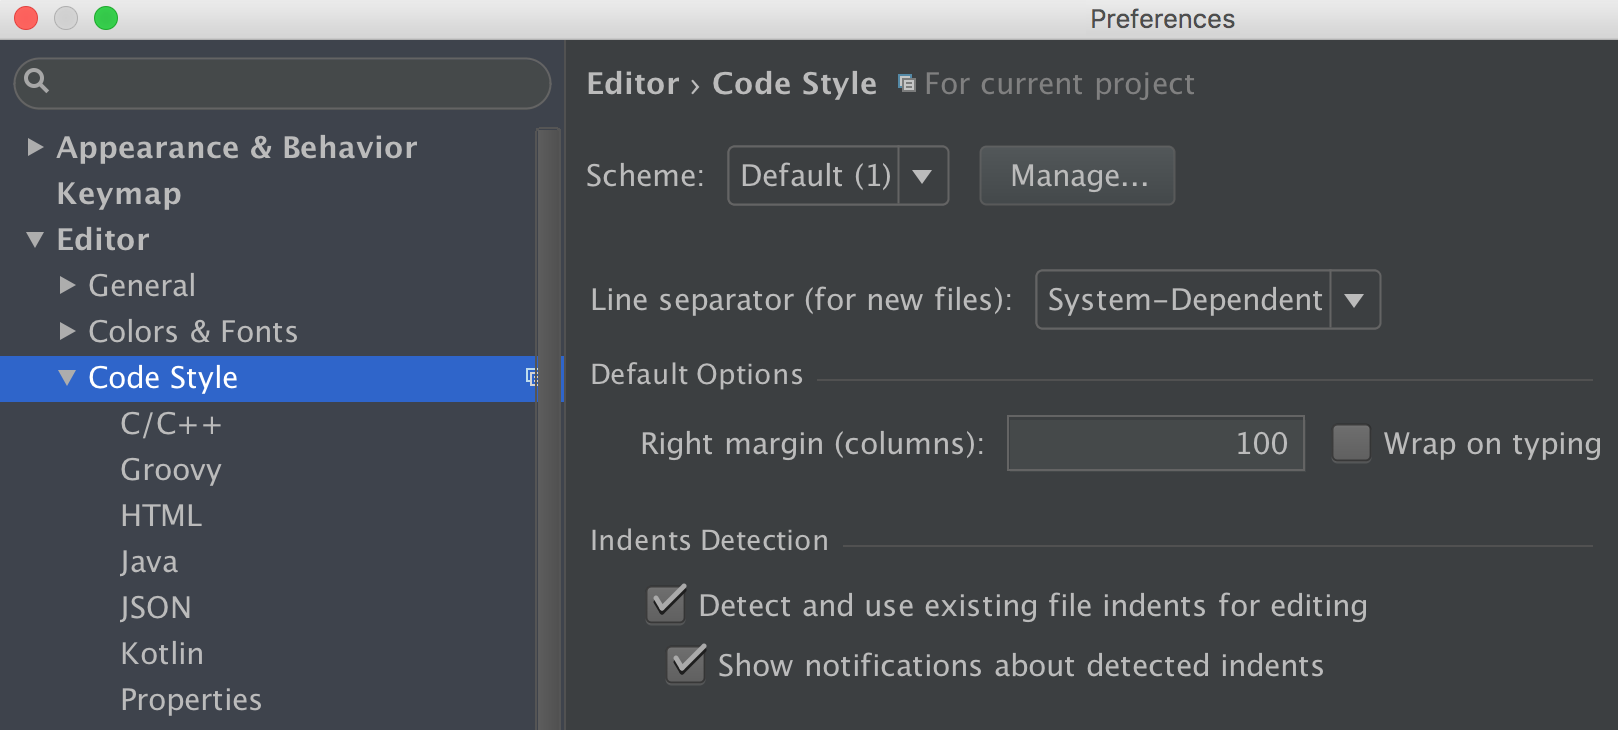 Preferences
Appearance & Behavior
Keymap
Editor
General
Colors & Fonts
Code Style
C/C++
Groovy
HTML
Java
JSON
Kotlin
Properties
Editor › Code Style For current project
Scheme: Default (1) Manage...
Line separator (for new files): System-Dependent
Default Options
Right margin (columns): 100 Wrap on typing
Indents Detection
Detect and use existing file indents for editing
Show notifications about detected indents